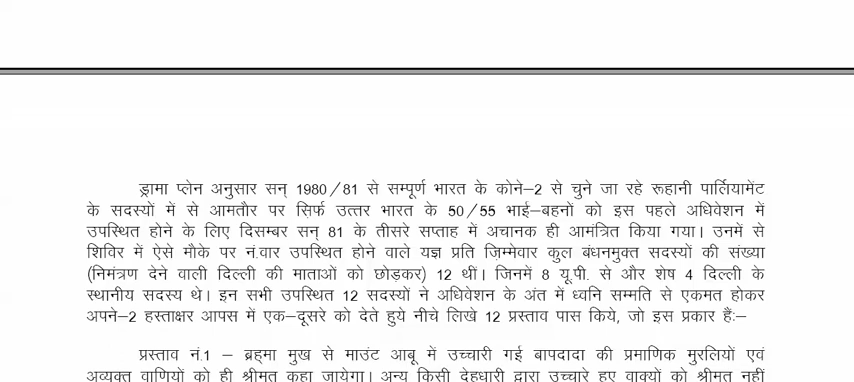 ड्रामा प्लेन अनुसार सन् 1980/81 से सम्पूर्ण भारत के कोने–2 से चुने जा रहे रूहानी पार्लियामेंट
के सदस्यों में से आमतौर पर सि़र्फ उत्तर भारत के 50/55 भाई–बहनों को इस पहले अधिवेशन में
उपस्थित होने के लिए दिसम्बर सन् 81 के तीसरे सप्ताह में अचानक ही आमंत्रित किया गया। उनमें से
शिविर में ऐसे मौके पर नं.वार उपस्थित होने वाले यज्ञ प्रति ज़िम्मेवार कुल बंधनमुक्त सदस्यों की संख्या
(निमंत्रण देने वाली दिल्ली की माताओं को छोड़कर) 12 थीं। जिनमें 8 यू.पी. से और शेष 4 दिल्ली के
स्थानीय सदस्य थे। इन सभी उपस्थित 12 सदस्यों ने अधिवेशन के अंत में ध्वनि सम्मति से एकमत होकर
अपने–2 हस्ताक्षर आपस में एक–दूसरे को देते हुये नीचे लिखे 12 प्रस्ताव पास किये, जो इस प्रकार हैं:–
प्रस्ताव नं.1 – ब्रह्मा मुख से माउंट आबू में उच्चारी गई बापदादा की प्रमाणिक मुरलियों एवं
अव्यक्त वाणियों को ही श्रीमत कहा जायेगा। अन्य किसी देहधारी द्वारा उच्चारे हुए वाक्यों को श्रीमत नहीं